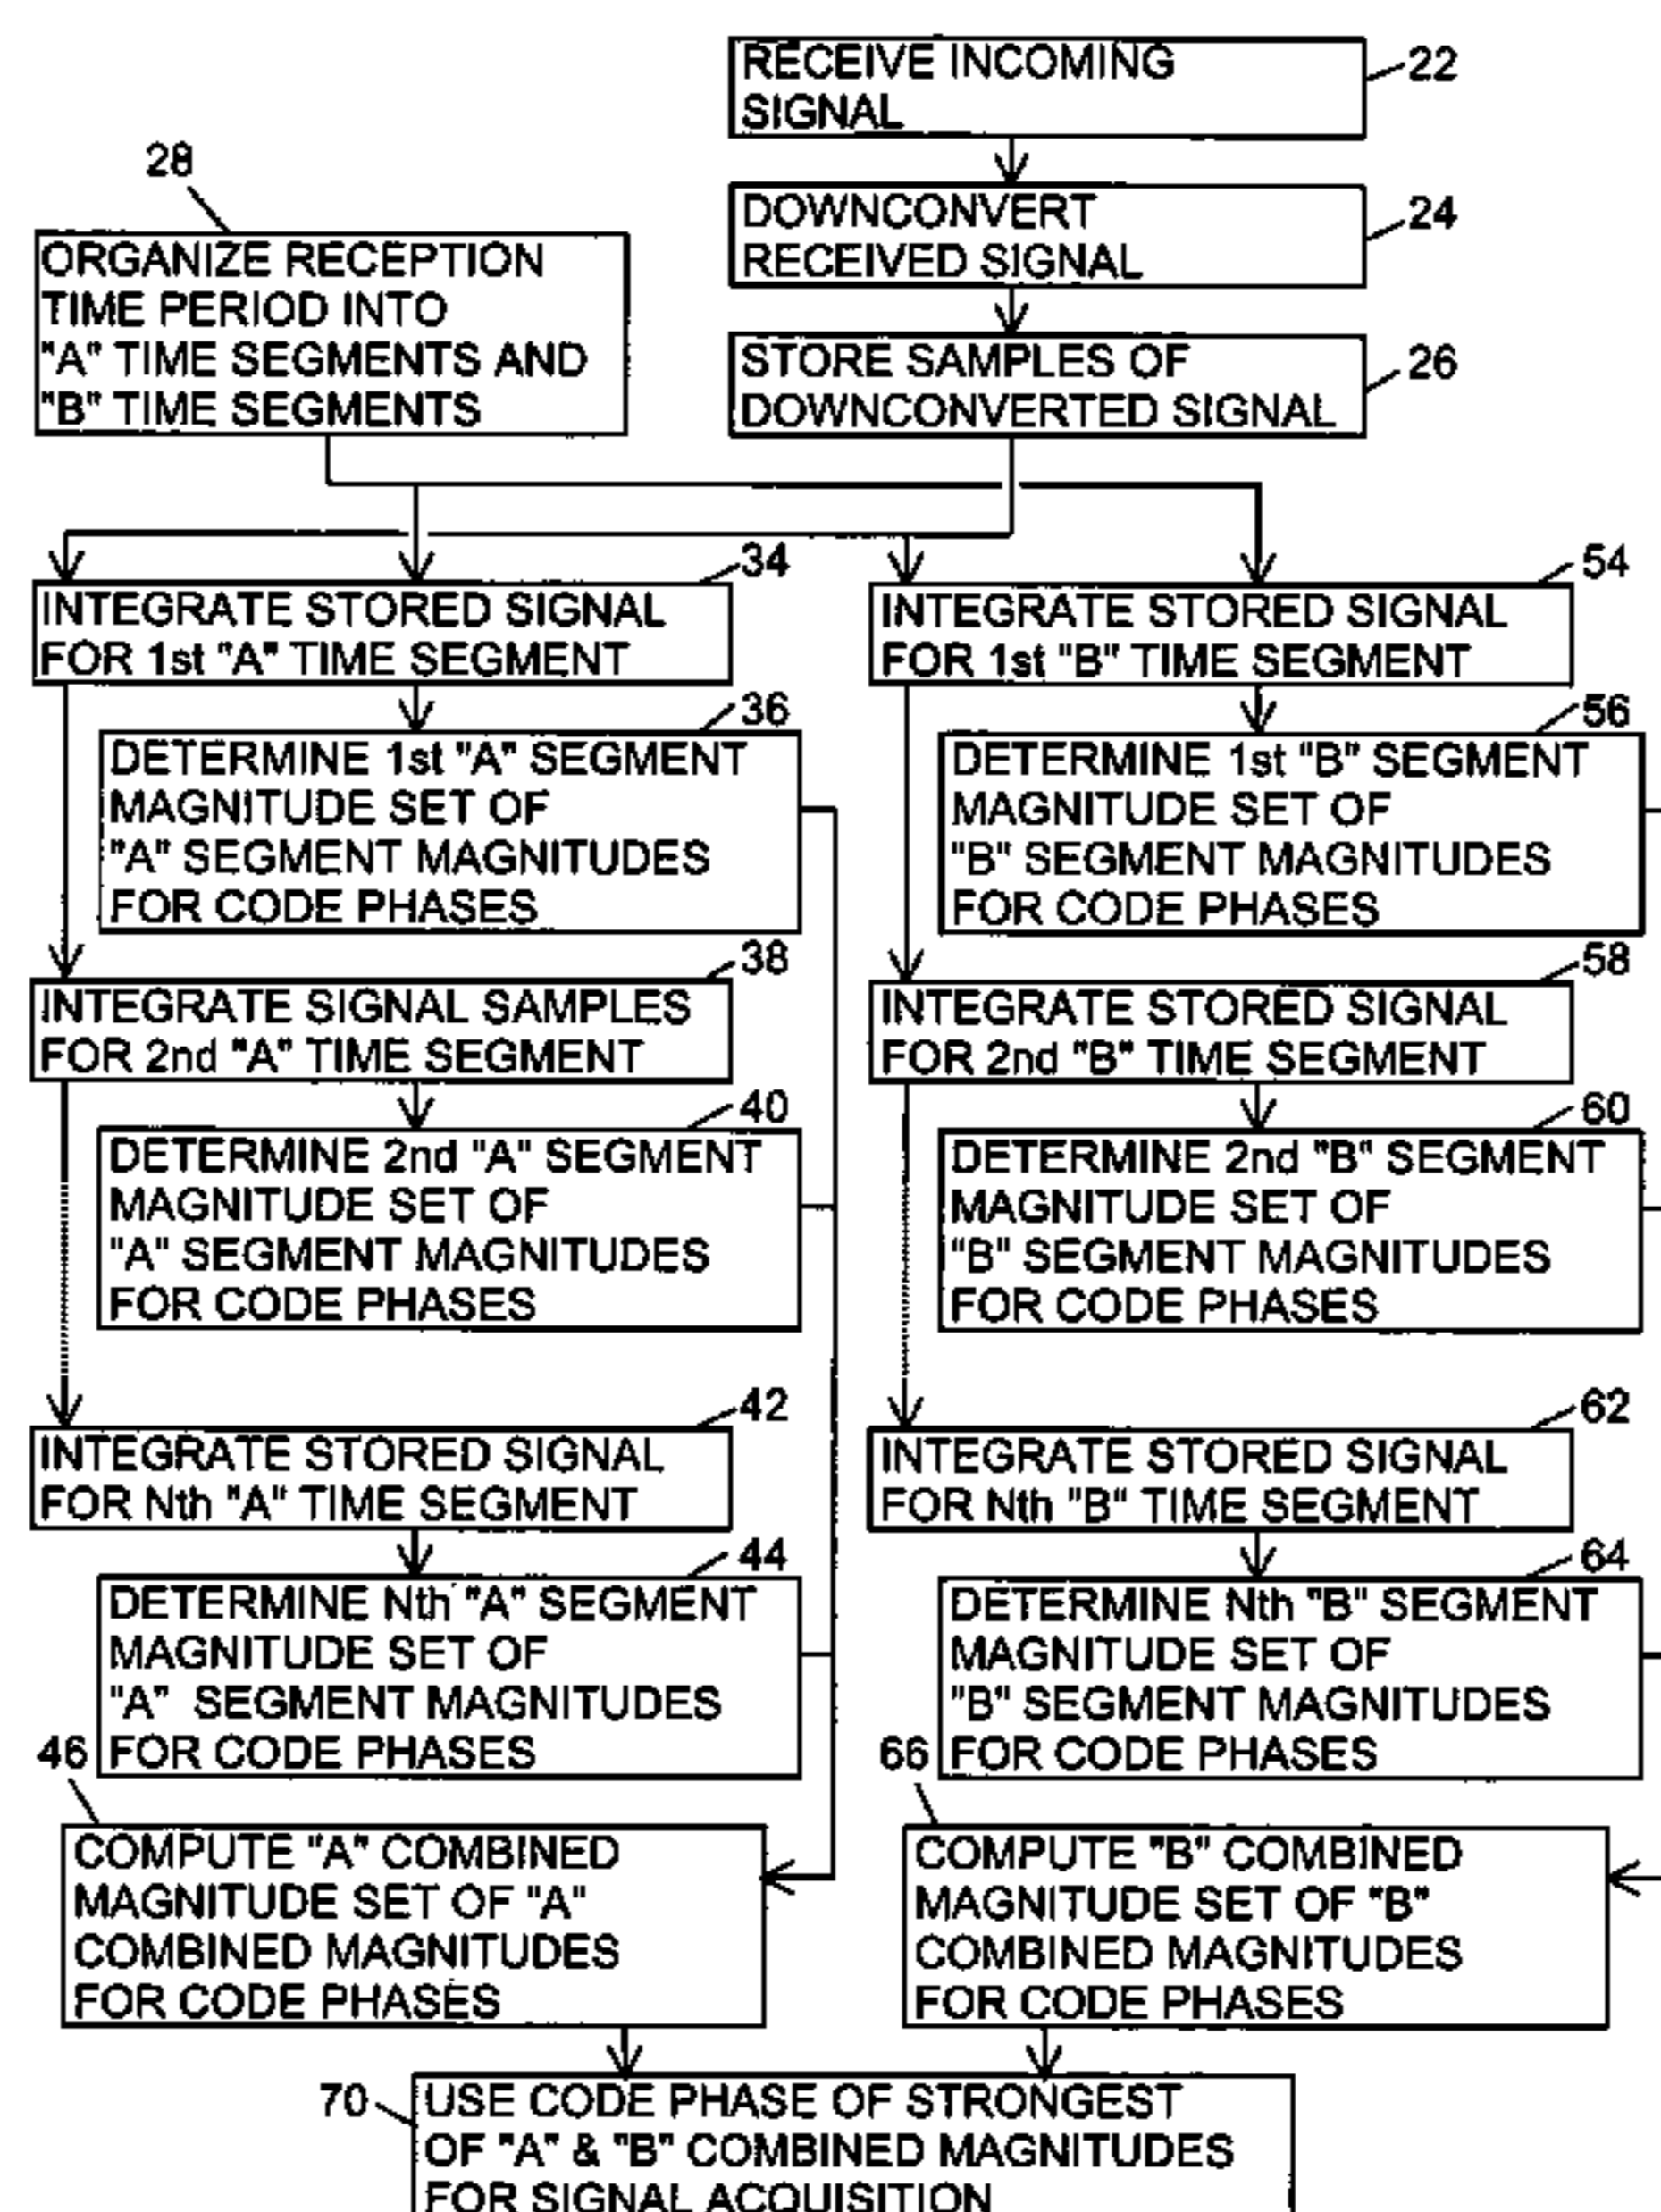 RECEIVE INCOMING
SIGNAL
22
DOWNCONVERT
RECEIVED SIGNAL
24
28
ORGANIZE RECEPTION
TIME PERIOD INTO
"A" TIME SEGMENTS AND
"B" TIME SEGMENTS
STORE SAMPLES OF
DOWNCONVERTED SIGNAL
26
34
INTEGRATE STORED SIGNAL
FOR 1st "A" TIME SEGMENT
54
INTEGRATE STORED SIGNAL
FOR 1st "B" TIME SEGMENT
36
DETERMINE 1st "A" SEGMENT
MAGNITUDE SET OF
"A" SEGMENT MAGNITUDES
FOR CODE PHASES
56
DETERMINE 1st "B" SEGMENT
MAGNITUDE SET OF
"B" SEGMENT MAGNITUDES
FOR CODE PHASES
38
INTEGRATE SIGNAL SAMPLES
FOR 2nd "A" TIME SEGMENT
58
INTEGRATE STORED SIGNAL
FOR 2nd "B" TIME SEGMENT
40
DETERMINE 2nd "A" SEGMENT
MAGNITUDE SET OF
"A" SEGMENT MAGNITUDES
FOR CODE PHASES
60
DETERMINE 2nd "B" SEGMENT
MAGNITUDE SET OF
"B" SEGMENT MAGNITUDES
FOR CODE PHASES
42
INTEGRATE STORED SIGNAL
FOR Nth "A" TIME SEGMENT
62
INTEGRATE STORED SIGNAL
FOR Nth "B" TIME SEGMENT
44
DETERMINE Nth "A" SEGMENT
MAGNITUDE SET OF
"A" SEGMENT MAGNITUDES
FOR CODE PHASES
64
DETERMINE Nth "B" SEGMENT
MAGNITUDE SET OF
"B" SEGMENT MAGNITUDES
FOR CODE PHASES
46
COMPUTE "A" COMBINED
MAGNITUDE SET OF "A"
COMBINED MAGNITUDES
FOR CODE PHASES
66
COMPUTE "B" COMBINED
MAGNITUDE SET OF "B"
COMBINED MAGNITUDES
FOR CODE PHASES
70
USE CODE PHASE OF STRONGEST
OF "A" & "B" COMBINED MAGNITUDES
FOR SIGNAL ACQUISITION